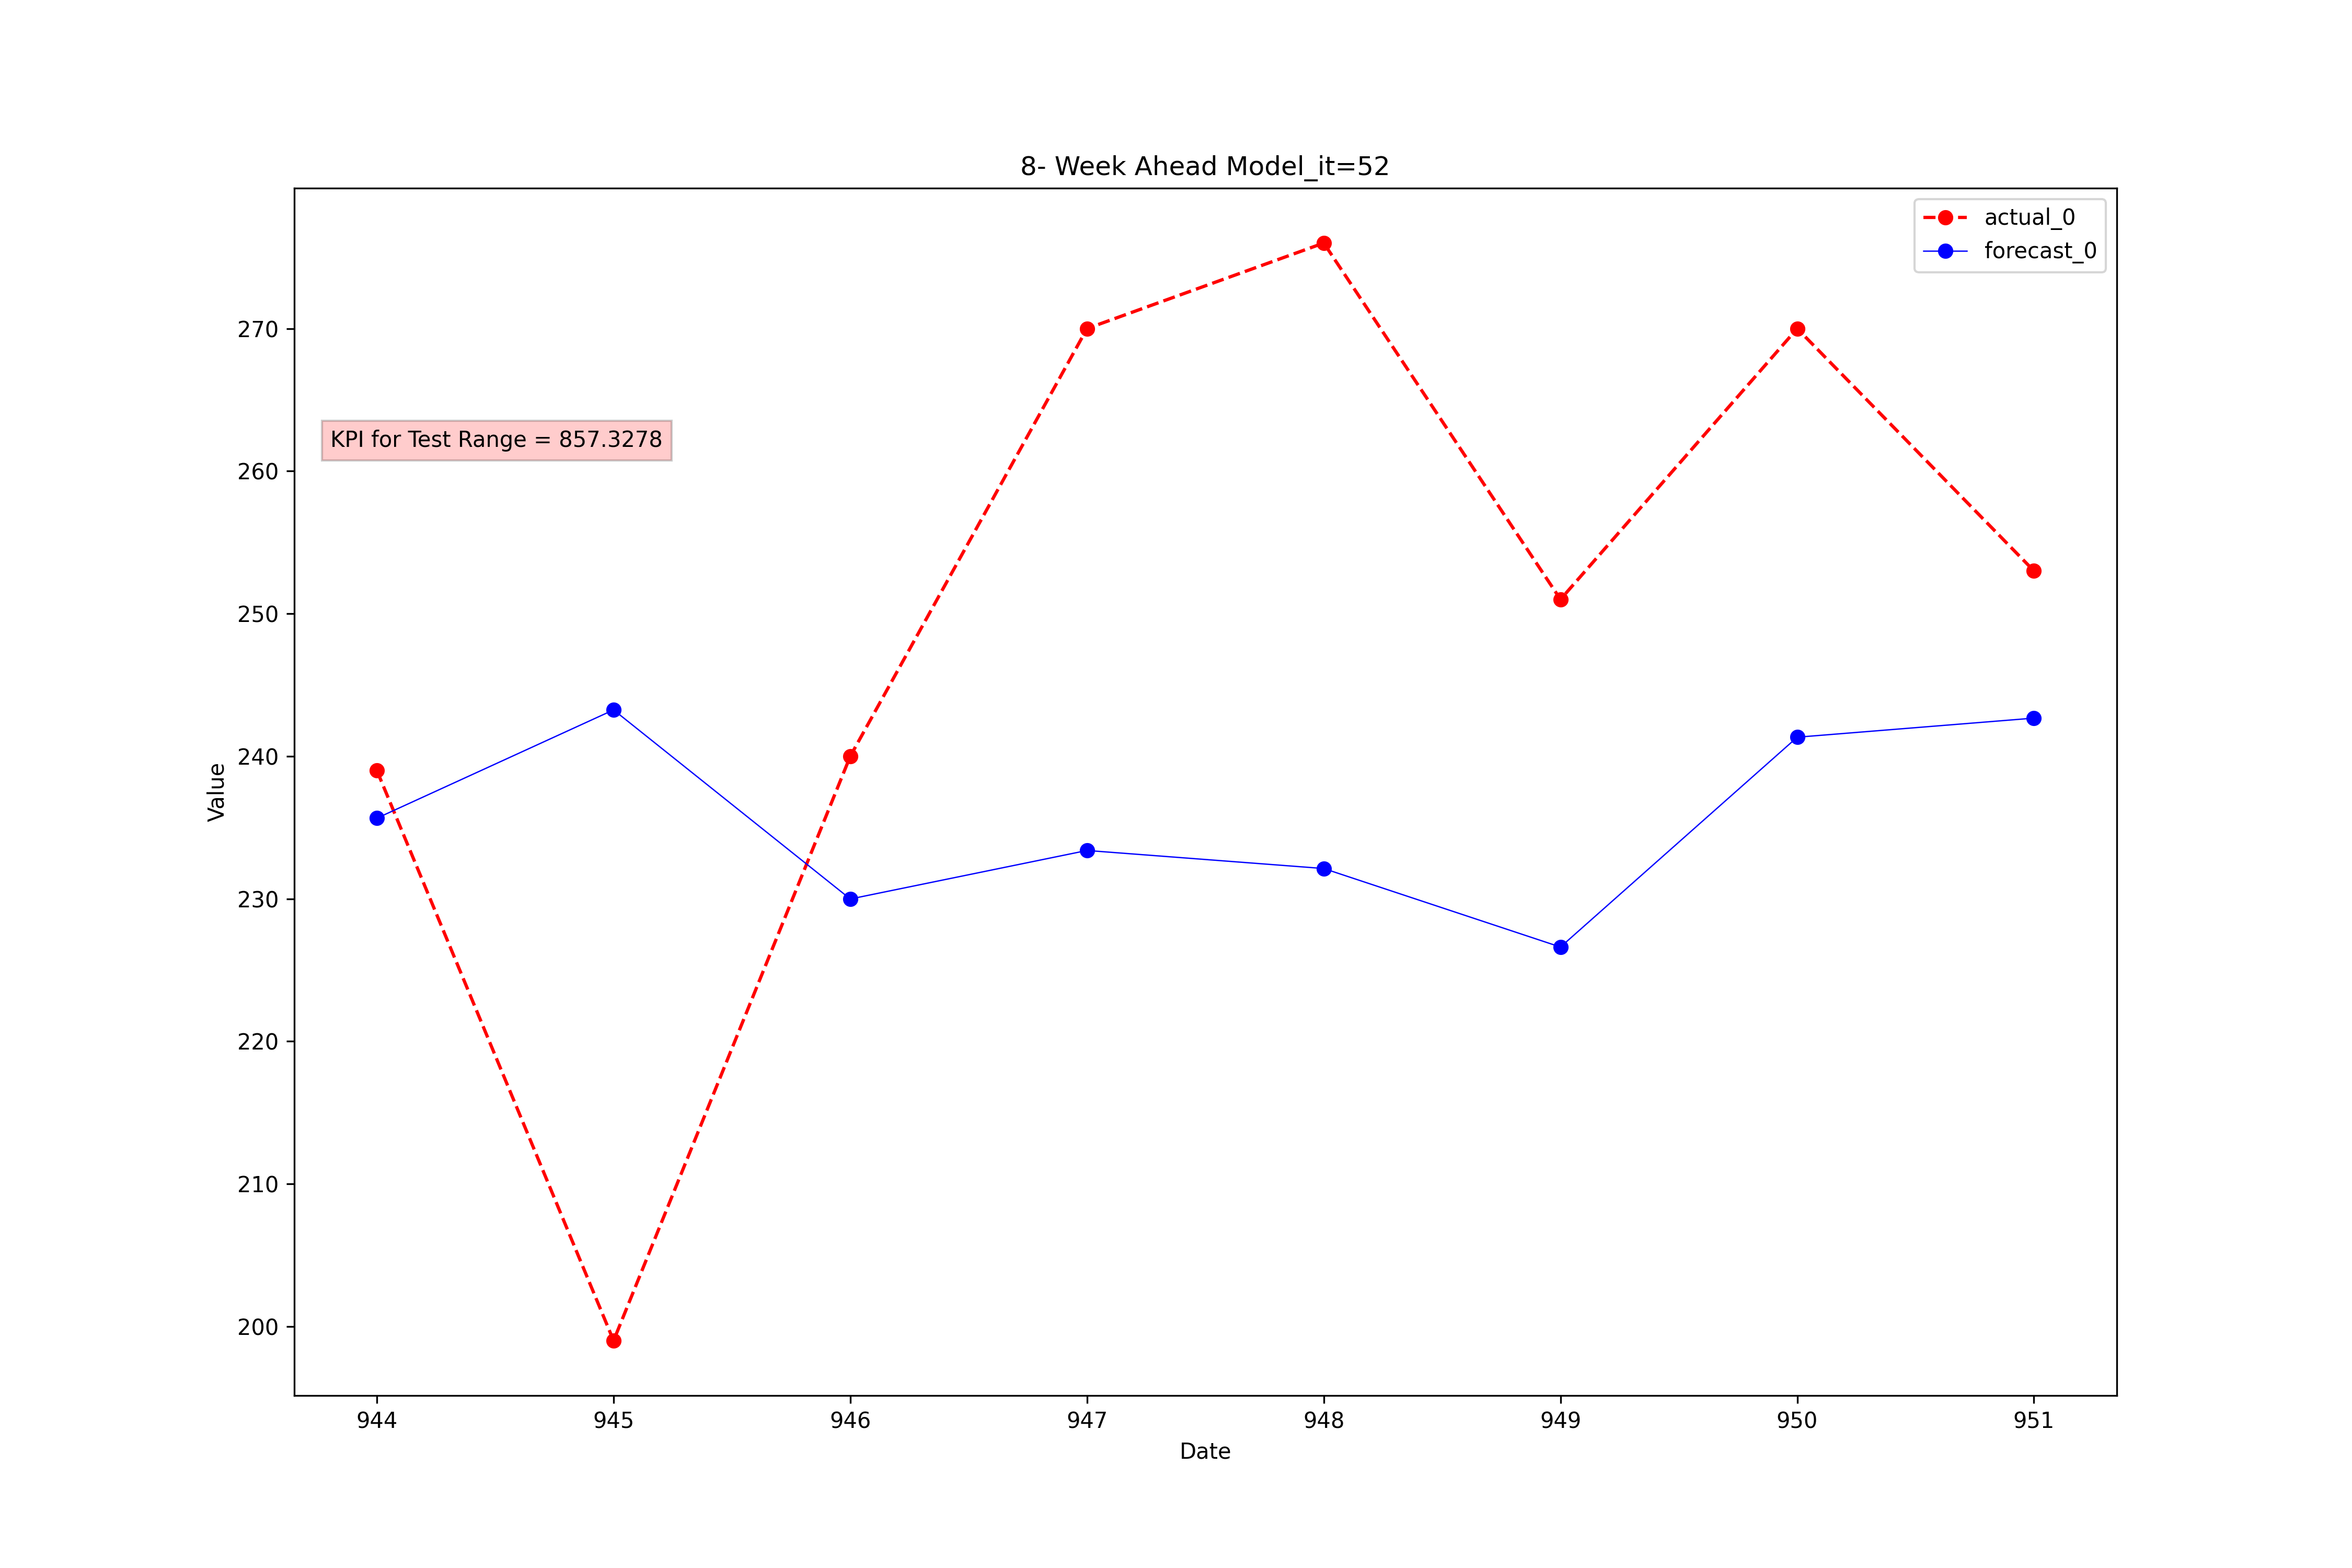 8- Week Ahead Model_it=52
actual_0
forecast_0
KPI for Test Range = 857.3278
Value
270
260
250
240
230
220
210
200
944 945 946 947 948 949 950 951
Date